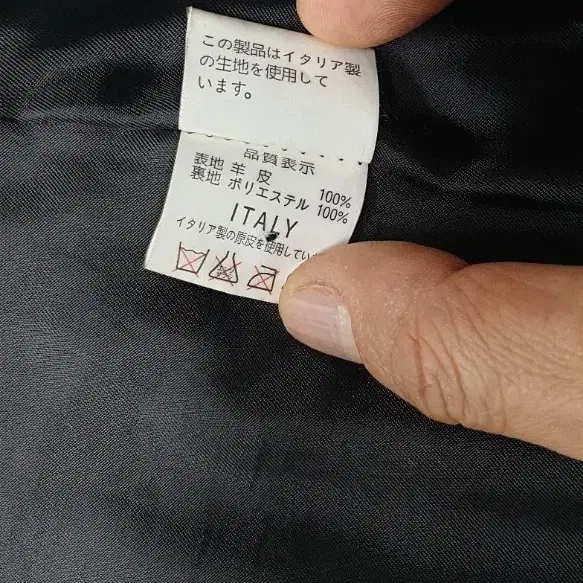 この製品はイタリア製
の生地を使用して
います。
品質表示
表地 羊 皮 100%
裏地 ポリエステル 100%
ITALY
イタリア製の原皮を使用してい